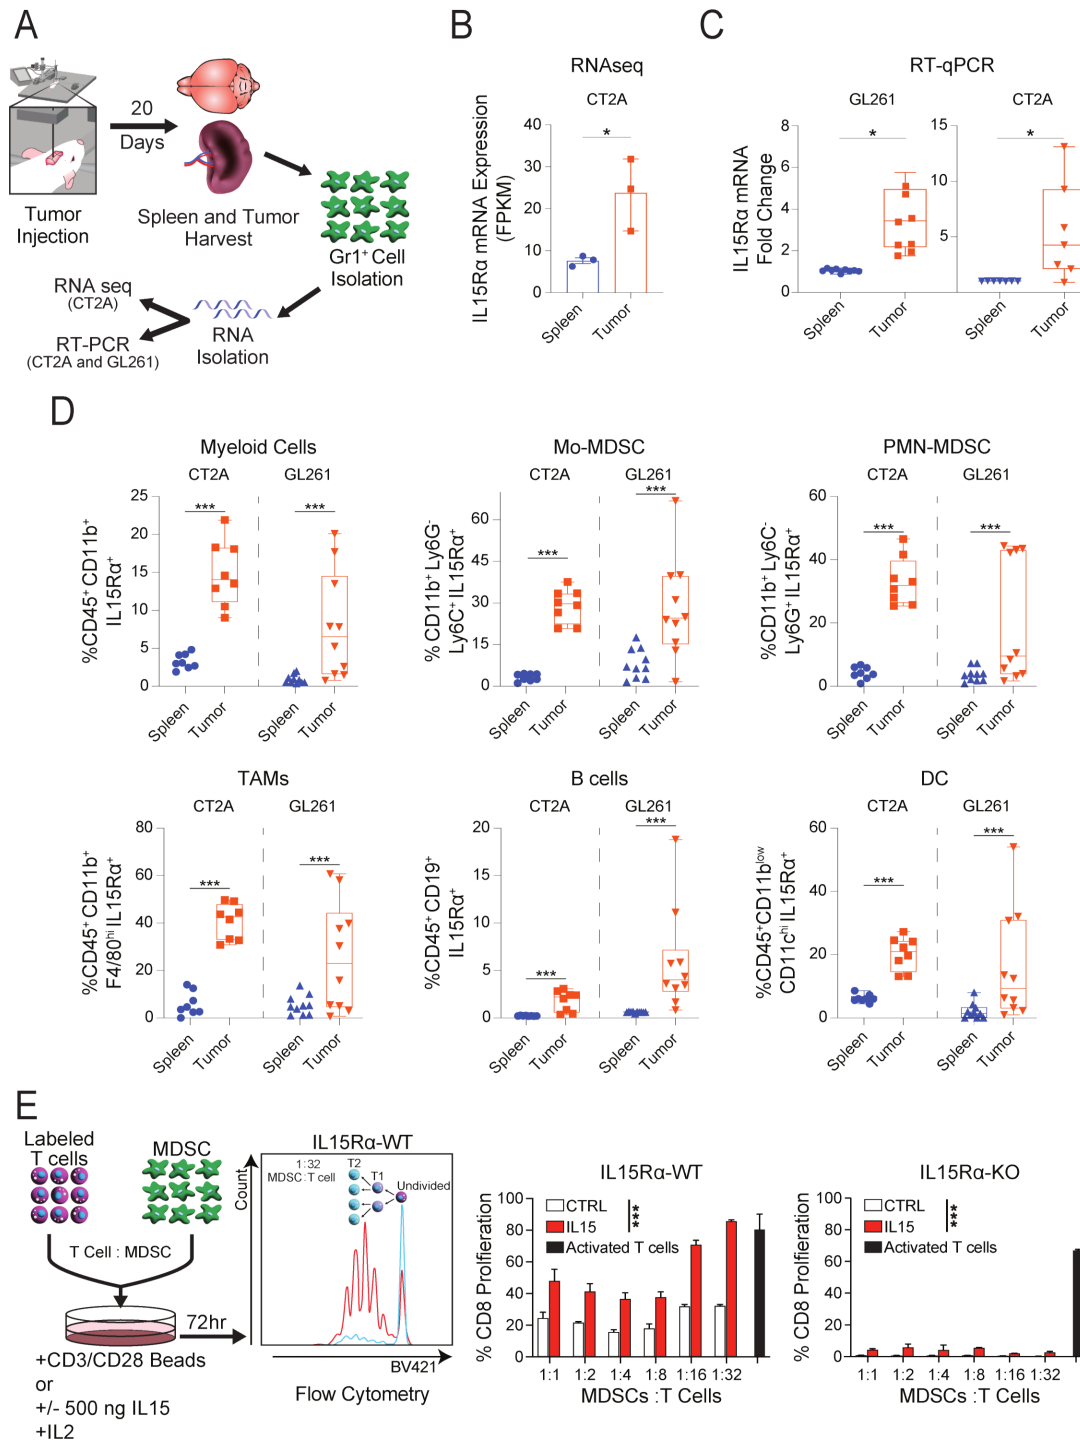 A
20
Days
Tumor
Injection
Spleen and Tumor
Harvest
Gr1⁺ Cell
Isolation
RNA seq
(CT2A)
RT-PCR
(CT2A and GL261)
RNA
Isolation
B
RNAseq
CT2A
*
IL15Rα mRNA Expression
(FPKM)
40
30
20
10
0
Spleen
Tumor
C
RT-qPCR
GL261
CT2A
*
*
IL15Rα mRNA
Fold Change
8
6
4
2
0
15
10
5
Spleen
Tumor
Spleen
Tumor
D
Myeloid Cells
CT2A
GL261
***
***
%CD45⁺ CD11b⁺
IL15Rα⁺
25
20
15
10
5
0
Spleen
Tumor
Spleen
Tumor
Mo-MDSC
CT2A
GL261
***
***
% CD11b⁺ Ly6G⁻
Ly6C⁺ IL15Rα⁺
60
45
30
15
0
Spleen
Tumor
Spleen
Tumor
PMN-MDSC
CT2A
GL261
***
***
%CD11b⁺ Ly6C⁻
Ly6G⁺ IL15Rα⁺
60
40
20
0
Spleen
Tumor
Spleen
Tumor
TAMs
CT2A
GL261
***
***
%CD45⁺ CD11b⁺
F4/80ʰⁱ IL15Rα⁺
80
60
40
20
0
Spleen
Tumor
Spleen
Tumor
B cells
CT2A
GL261
***
***
%CD45⁺ CD19⁺
IL15Rα⁺
20
15
10
5
0
Spleen
Tumor
Spleen
Tumor
DC
CT2A
GL261
***
***
%CD45⁺CD11bˡᵒʷ
CD11cʰⁱ IL15Rα⁺
60
40
20
0
Spleen
Tumor
Spleen
Tumor
E
Labeled
T cells
MDSC
T Cell : MDSC
72hr
+CD3/CD28 Beads
or
+/- 500 ng IL15
+IL2
IL15Rα-WT
1:32
MDSC:T cell
T2
T1
Undivided
Count
BV421
Flow Cytometry
IL15Rα-WT
% CD8 Prolfieration
100
80
60
40
20
0
CTRL
IL15
Activated T cells
***
1:1
1:2
1:4
1:8
1:16
1:32
MDSCs :T Cells
IL15Rα-KO
% CD8 Prolfieration
100
80
60
40
20
0
CTRL
IL15
Activated T cells
***
1:1
1:2
1:4
1:8
1:16
1:32
MDSCs :T Cells